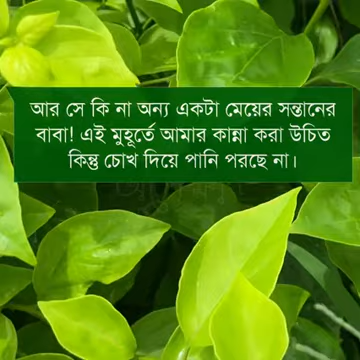 আর সে কি না অন্য একটা মেয়ের সন্তানের
বাবা! এই মুহূর্তে আমার কান্না করা উচিত
কিন্তু চোখ দিয়ে পানি পরছে না।